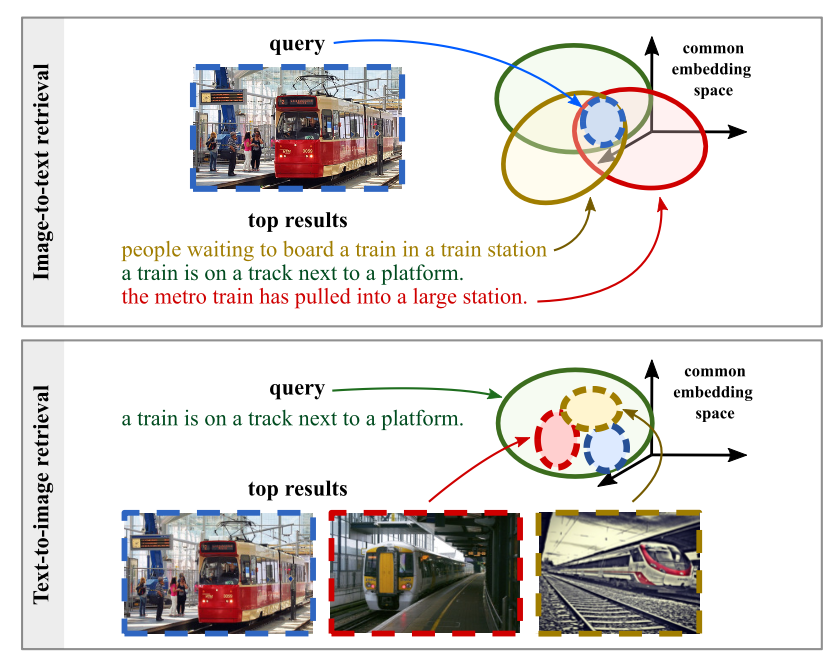 Image-to-text retrieval
query
common
embedding
space
top results
people waiting to board a train in a train station
a train is on a track next to a platform.
the metro train has pulled into a large station.
Text-to-image retrieval
query
common
embedding
space
a train is on a track next to a platform.
top results